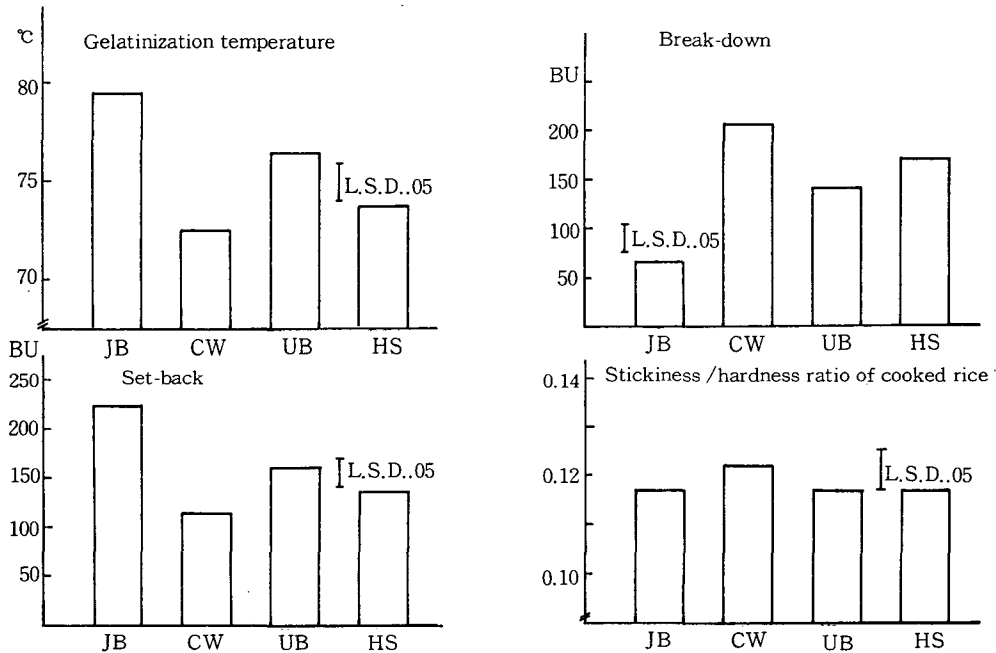 ℃
Gelatinization temperature
80
75
70
L.S.D..05
JB CW UB HS
Break-down
BU
200
150
100
50
L.S.D..05
JB CW UB HS
BU
Set-back
250
200
150
100
50
L.S.D..05
JB CW UB HS
Stickiness /hardness ratio of cooked rice
0.14
0.12
0.10
L.S.D..05
JB CW UB HS